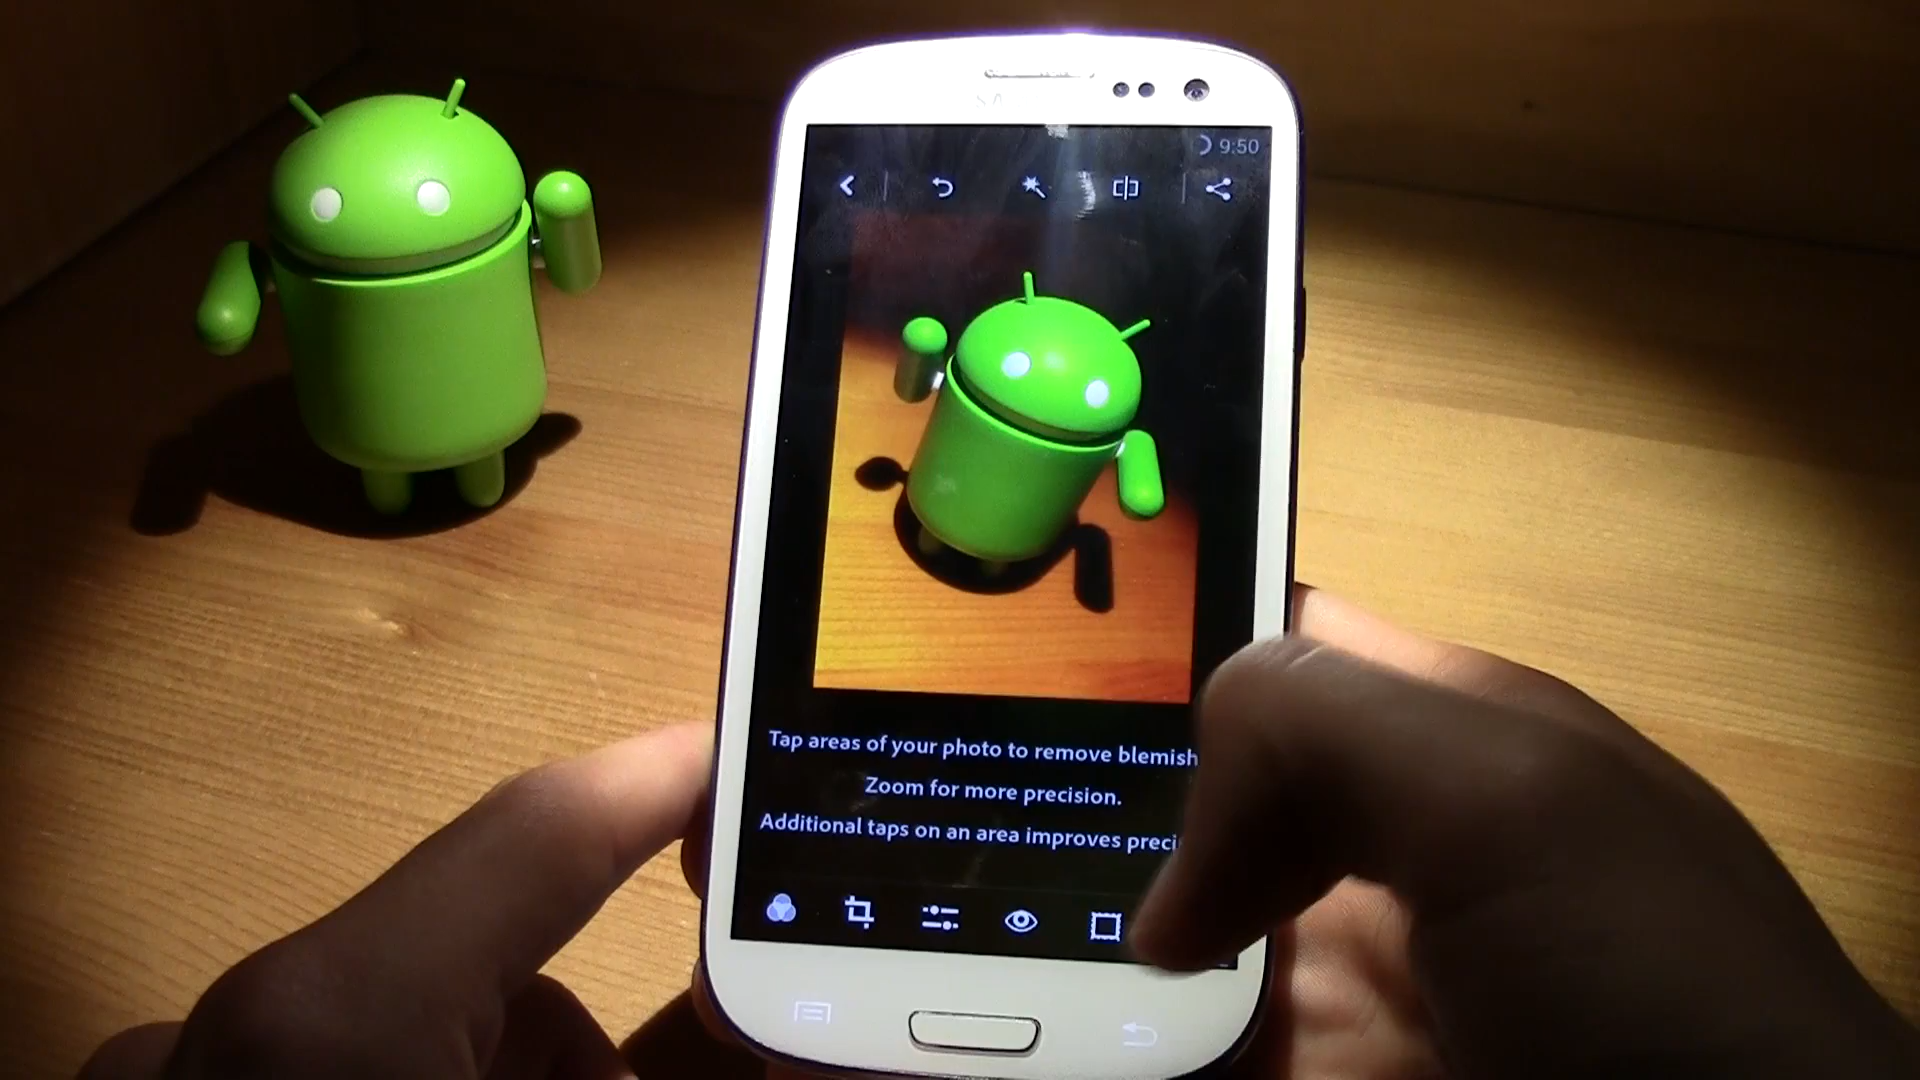 9:50
Tap areas of your photo to remove blemish
Zoom for more precision.
Additional taps on an area improves preci